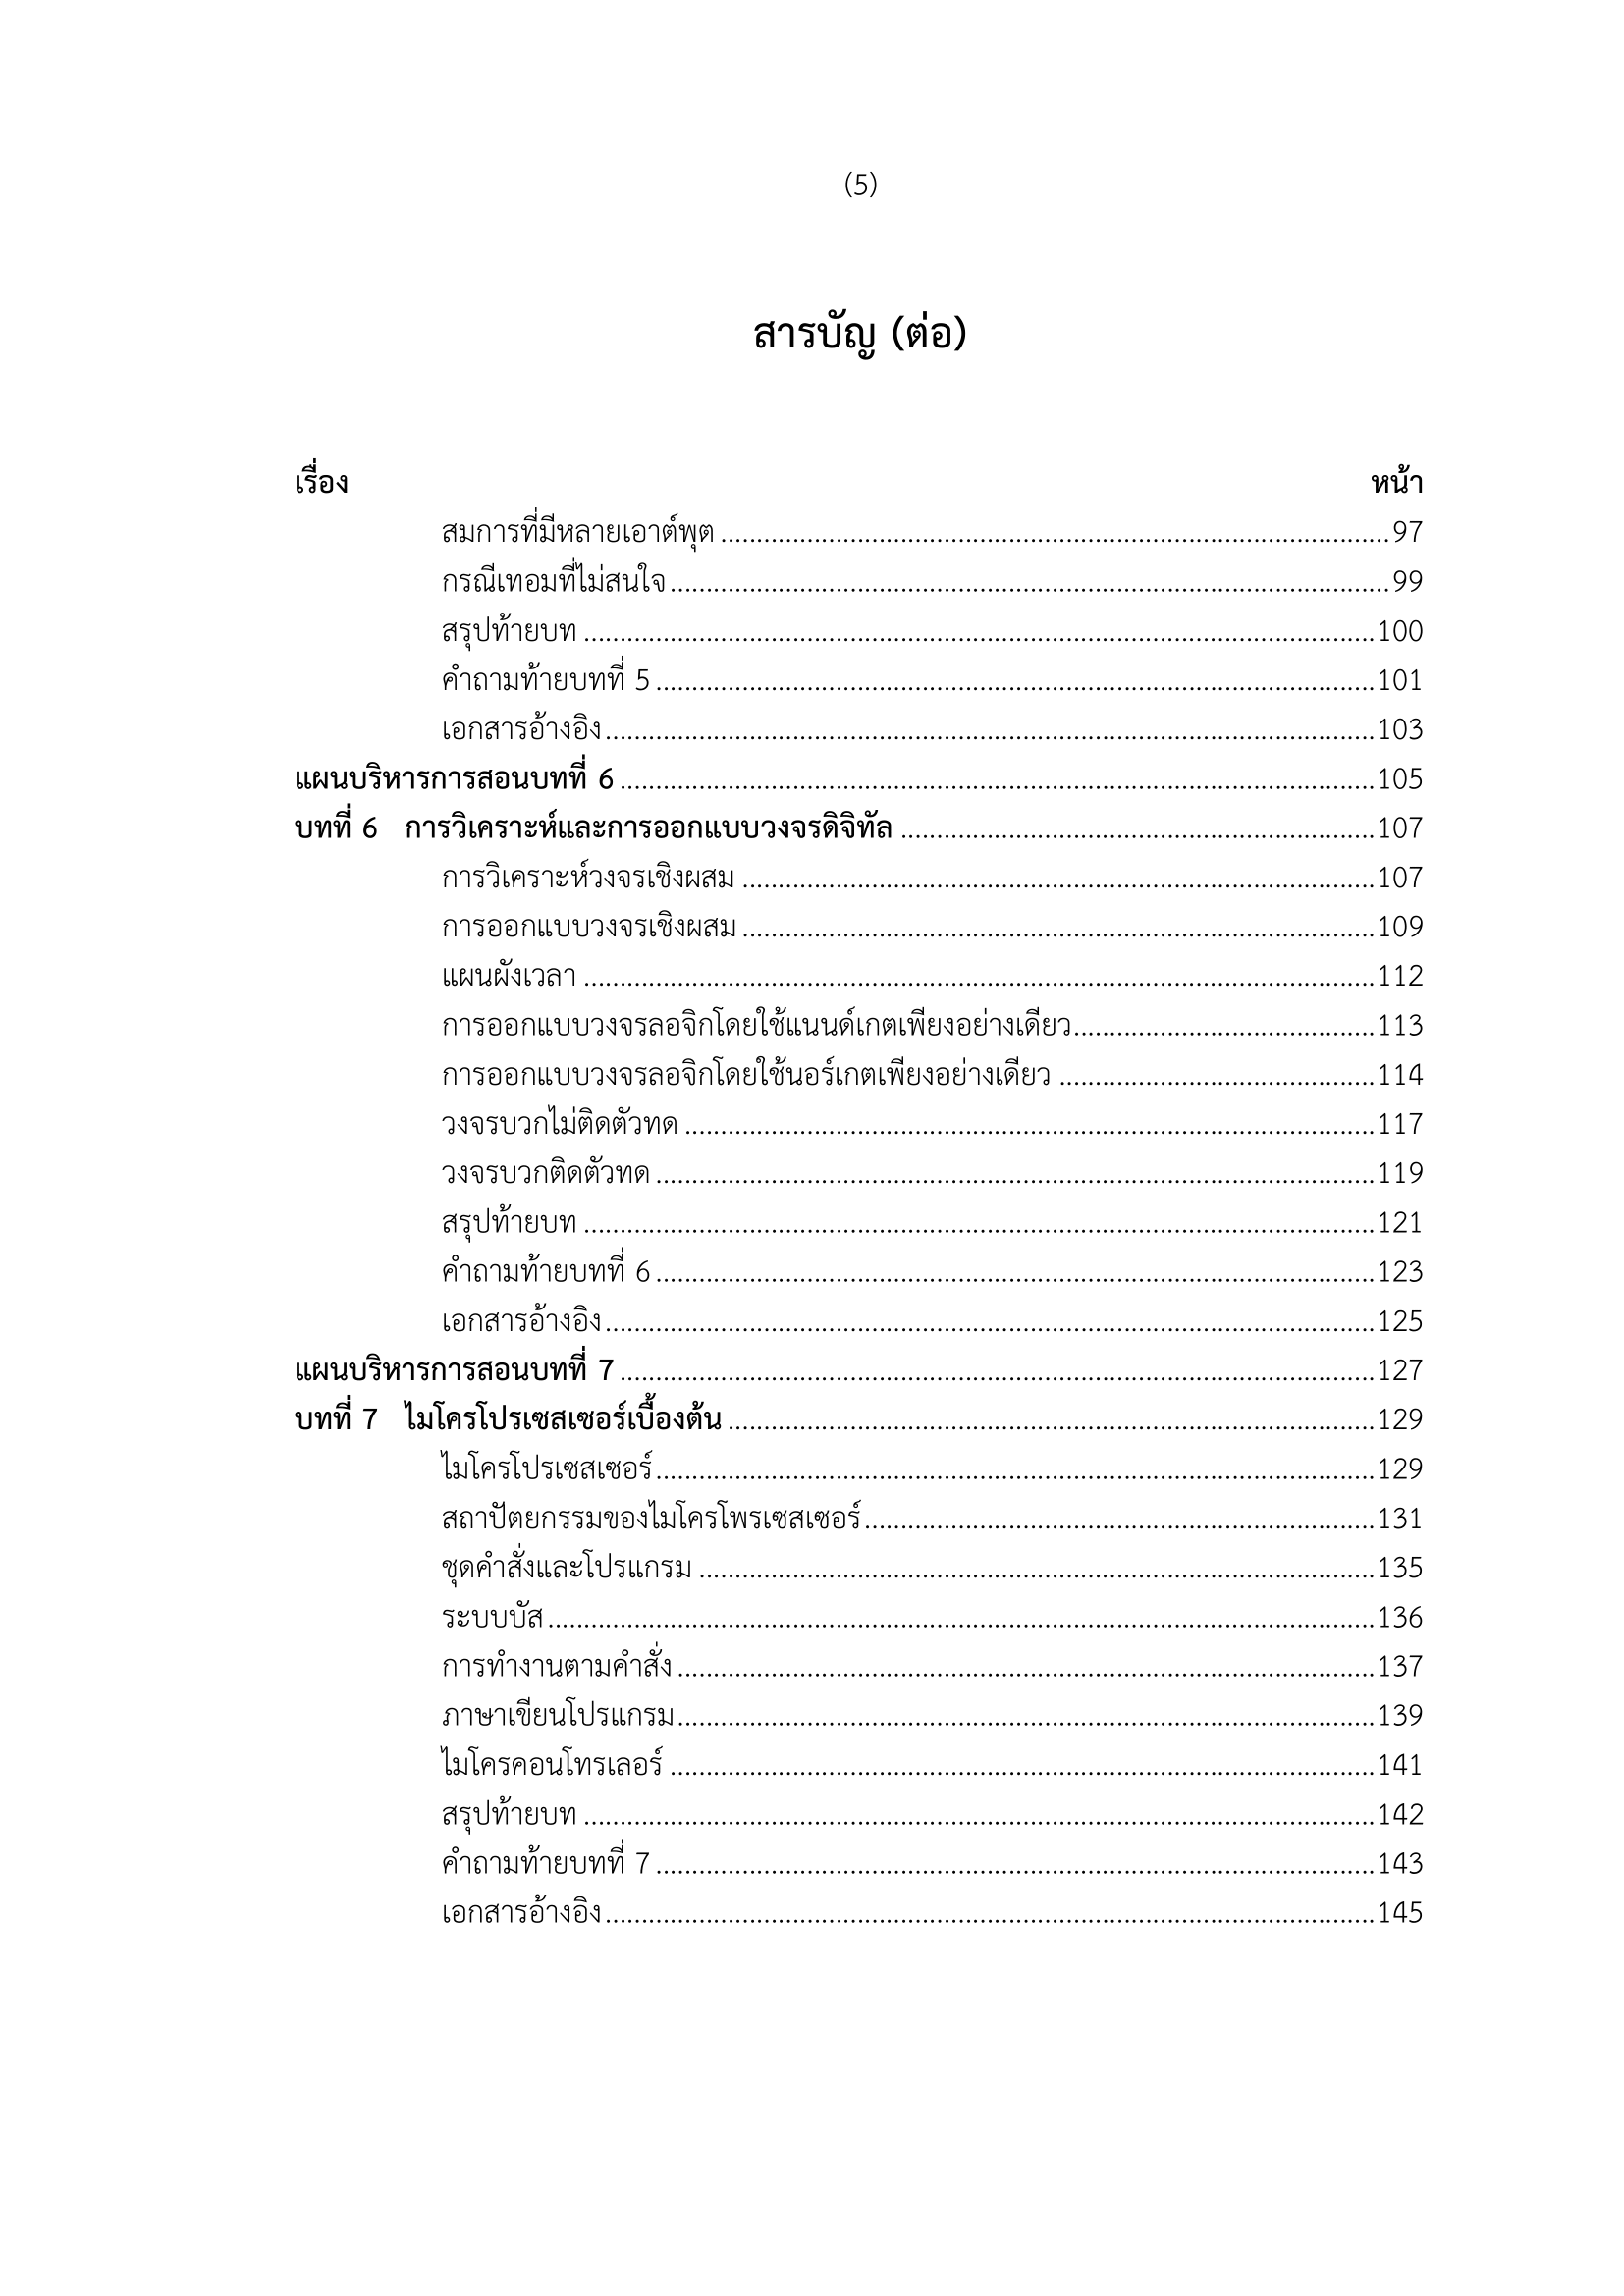 (5)
สารบัญ (ต่อ)
เรื่อง หน้า
สมการที่มีหลายเอาต์พุต 97
กรณีเทอมที่ไม่สนใจ 99
สรุปท้ายบท 100
คำถามท้ายบทที่ 5 101
เอกสารอ้างอิง 103
แผนบริหารการสอนบทที่ 6 105
บทที่ 6 การวิเคราะห์และการออกแบบวงจรดิจิทัล 107
การวิเคราะห์วงจรเชิงผสม 107
การออกแบบวงจรเชิงผสม 109
แผนผังเวลา 112
การออกแบบวงจรลอจิกโดยใช้แนนด์เกตเพียงอย่างเดียว 113
การออกแบบวงจรลอจิกโดยใช้นอร์เกตเพียงอย่างเดียว 114
วงจรบวกไม่ติดตัวทด 117
วงจรบวกติดตัวทด 119
สรุปท้ายบท 121
คำถามท้ายบทที่ 6 123
เอกสารอ้างอิง 125
แผนบริหารการสอนบทที่ 7 127
บทที่ 7 ไมโครโปรเซสเซอร์เบื้องต้น 129
ไมโครโปรเซสเซอร์ 129
สถาปัตยกรรมของไมโครโพรเซสเซอร์ 131
ชุดคำสั่งและโปรแกรม 135
ระบบบัส 136
การทำงานตามคำสั่ง 137
ภาษาเขียนโปรแกรม 139
ไมโครคอนโทรเลอร์ 141
สรุปท้ายบท 142
คำถามท้ายบทที่ 7 143
เอกสารอ้างอิง 145